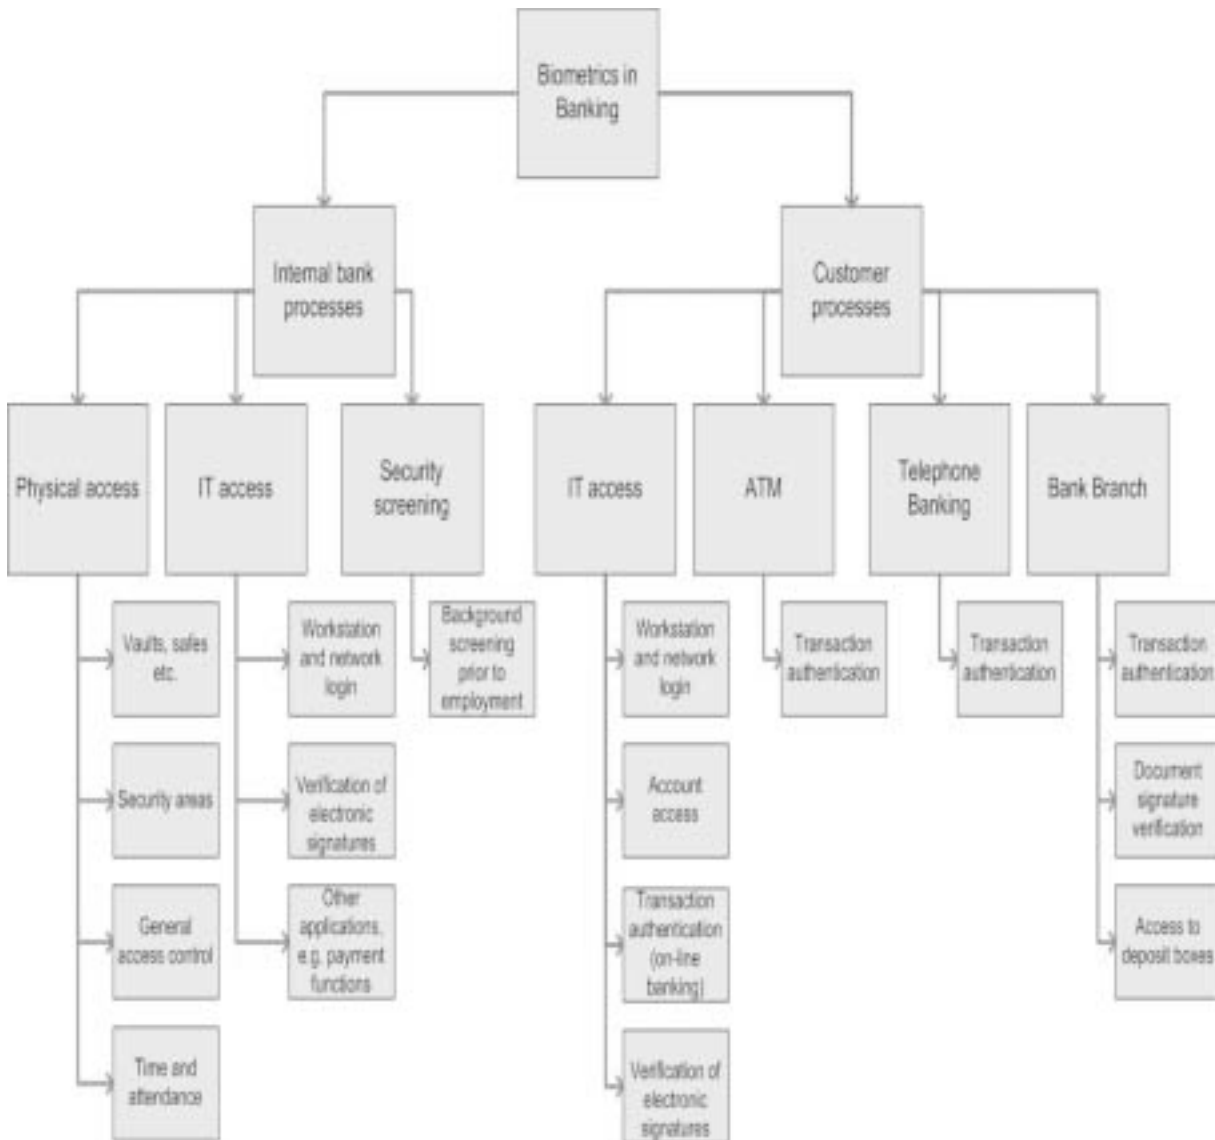 Biometrics in
Banking
Internal bank
processes
Customer
processes
Physical access
IT access
Security
screening
IT access
ATM
Telephone
Banking
Bank Branch
Vaults, safes
etc.
Workstation
and network
login
Background
screening
prior to
employment
Workstation
and network
login
Transaction
authentication
Transaction
authentication
Transaction
authentication
Security areas
Verification of
electronic
signatures
Account
access
Document
signature
verification
General
access control
Other
applications,
e.g. payment
functions
Transaction
authentication
(on-line
banking)
Access to
deposit boxes
Time and
attendance
Verification of
electronic
signatures